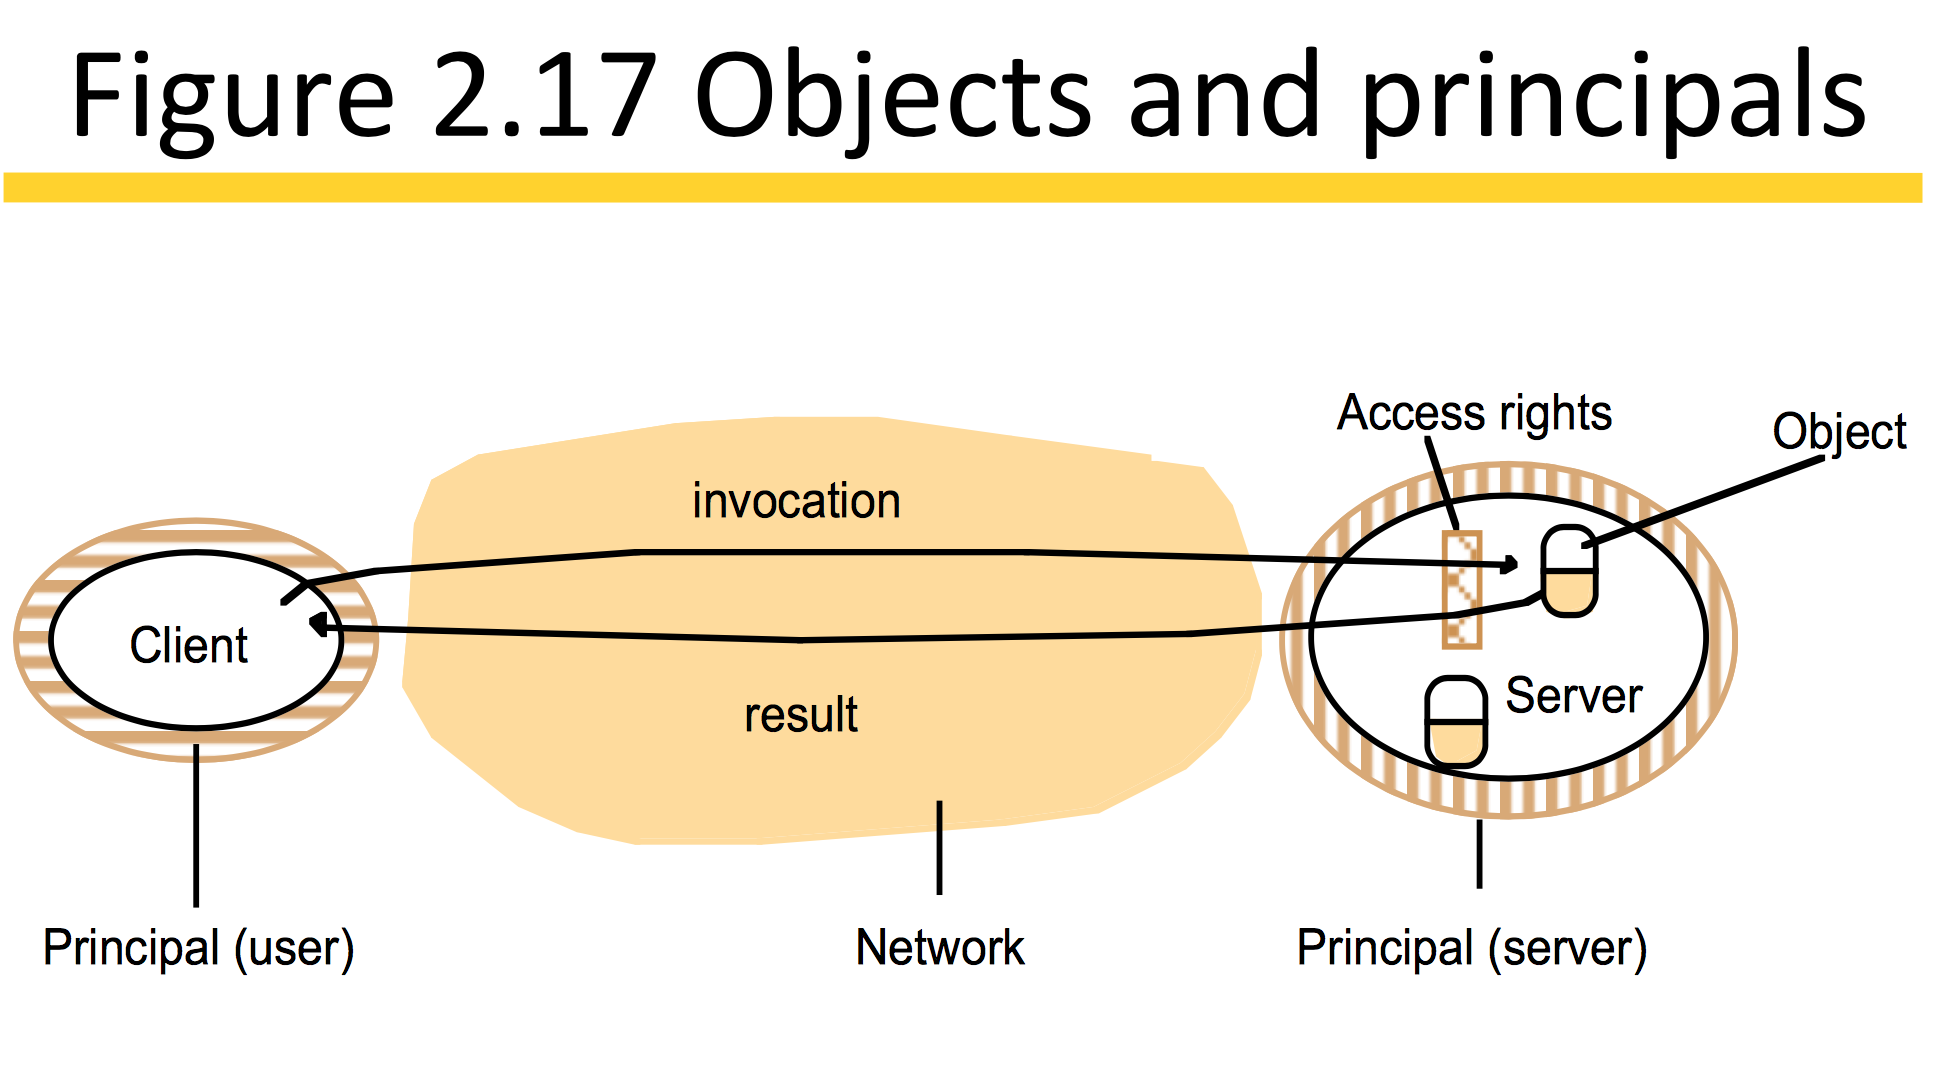 Figure 2.17 Objects and principals
Access rights
Object
invocation
Client
result
Server
Principal (user)
Network
Principal (server)